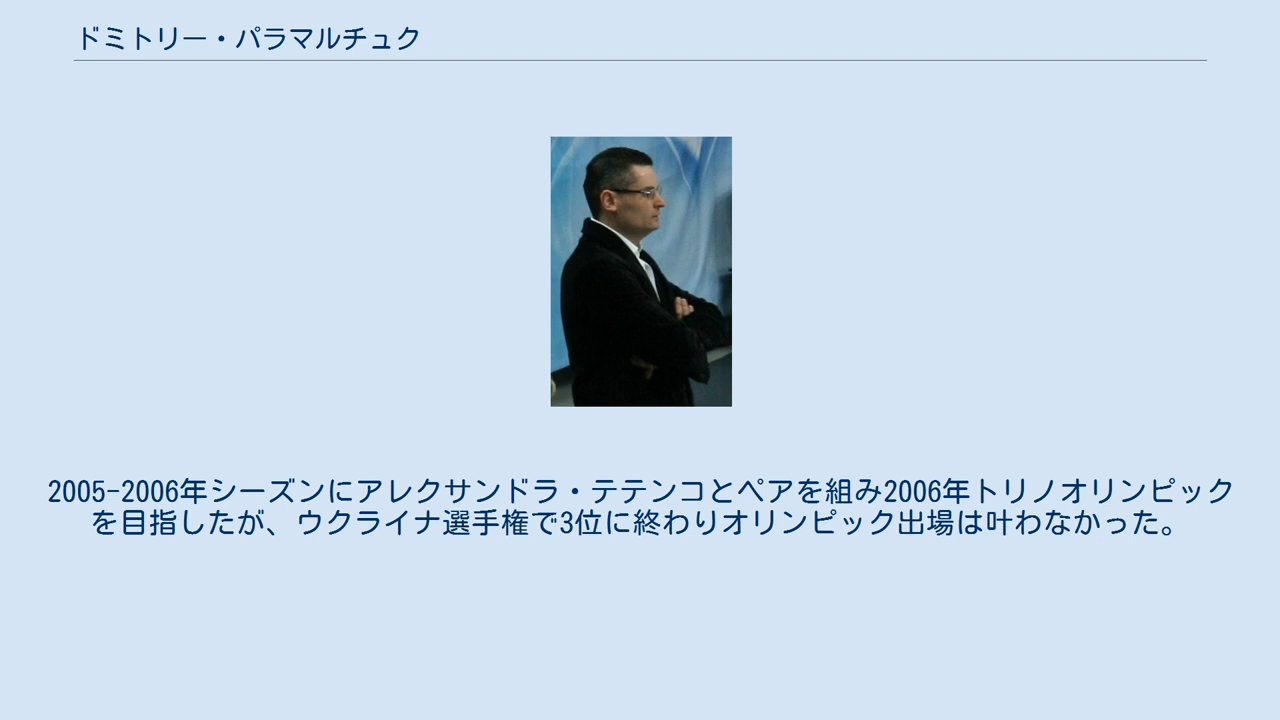 ドミトリー・パラマルチュク
2005-2006年シーズンにアレクサンドラ・テテンコとペアを組み2006年トリノオリンピック
を目指したが、ウクライナ選手権で3位に終わりオリンピック出場は叶わなかった。